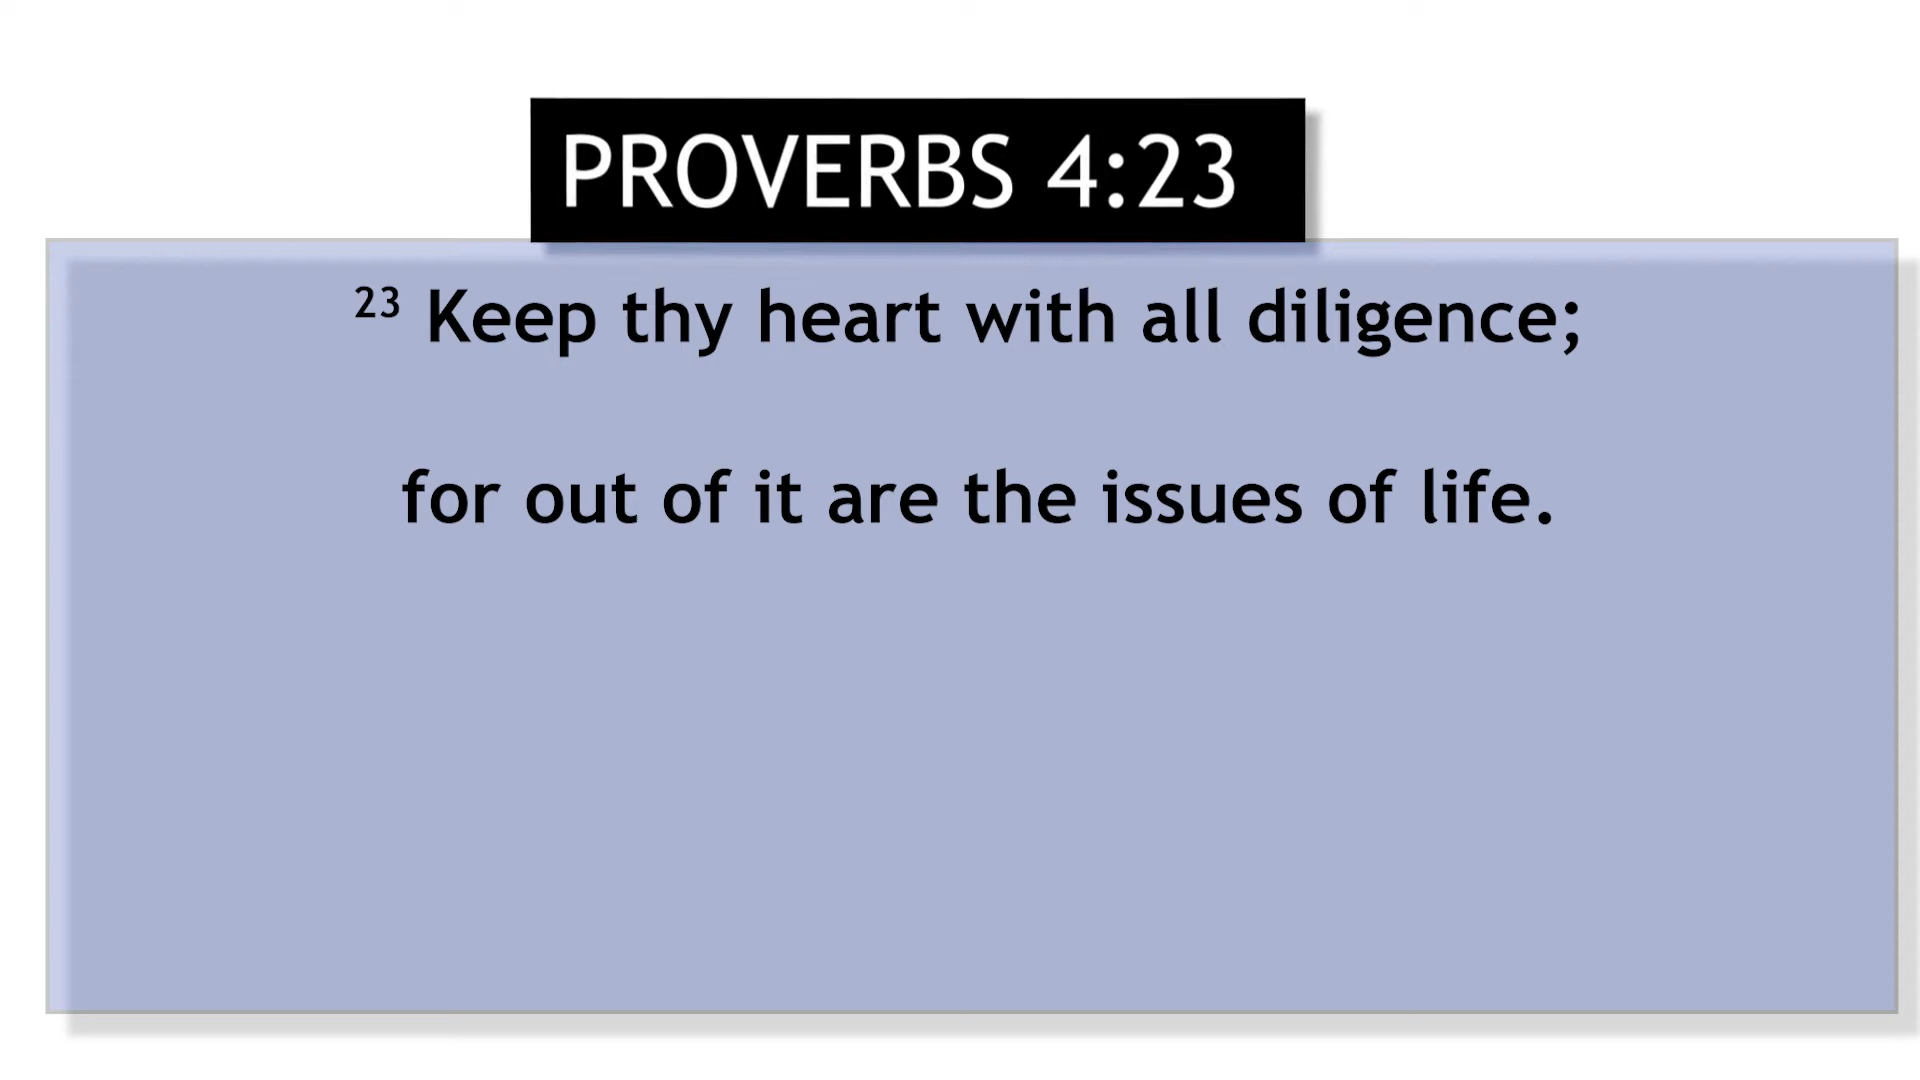 PROVERBS 4:23
23 Keep thy heart with all diligence;
for out of it are the issues of life.